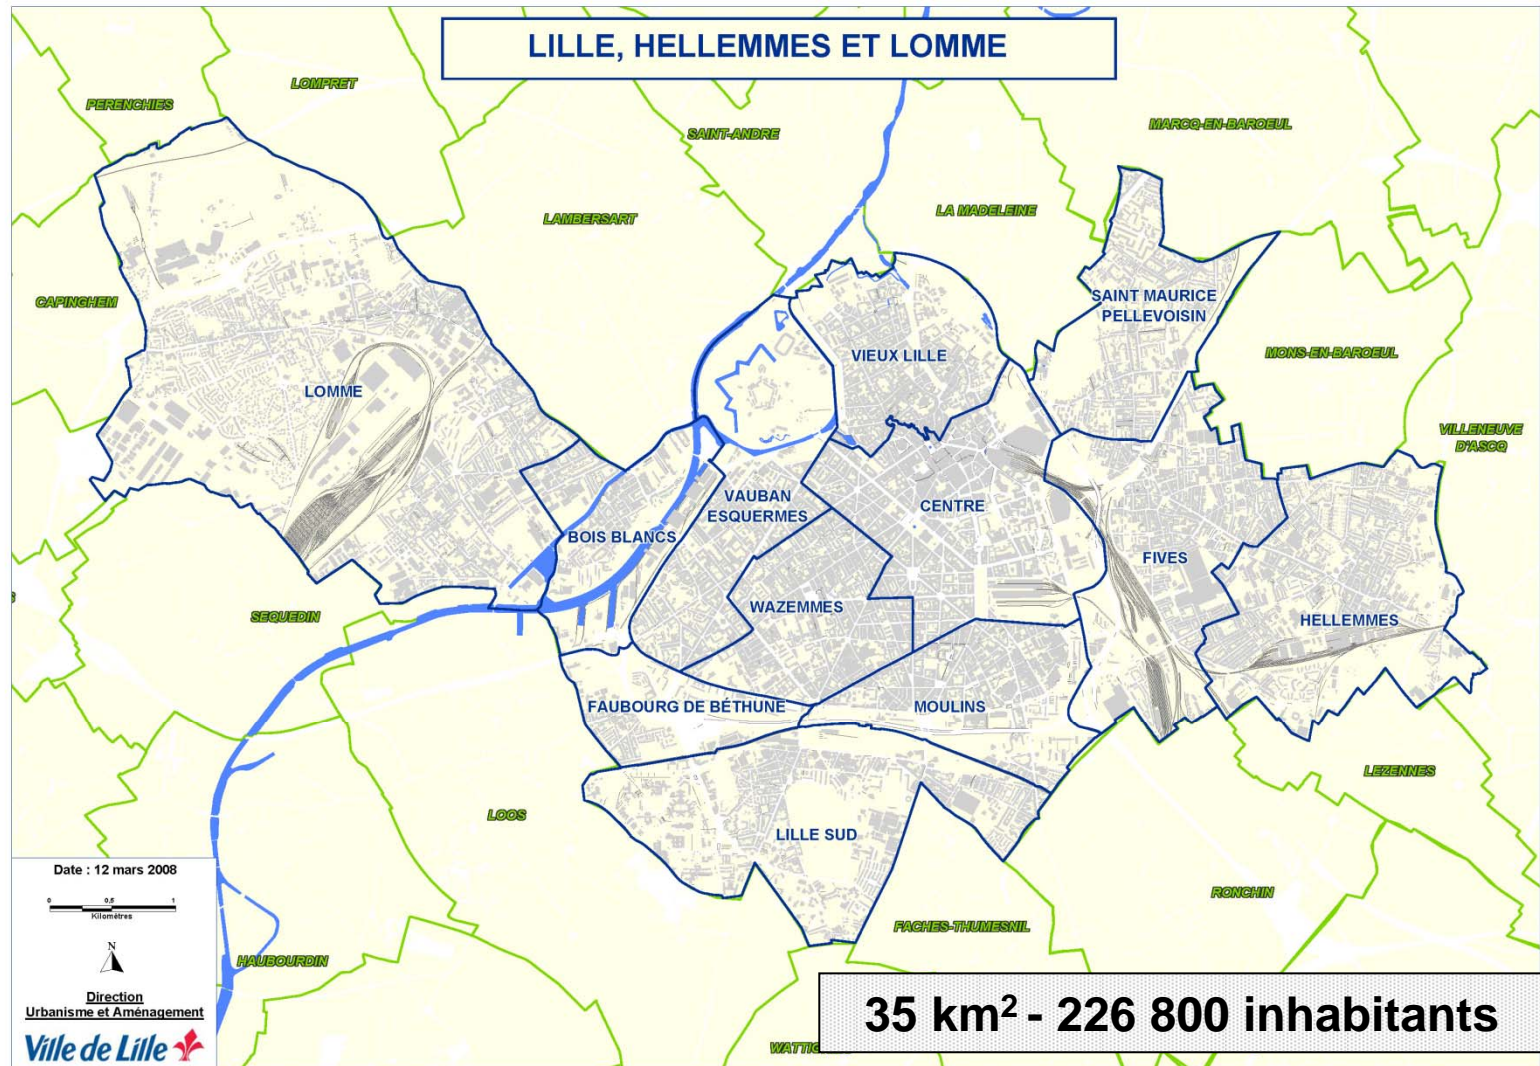 LILLE, HELLEMMES ET LOMME
LOMPRET
PERENCHIES
SAINT-ANDRE
MARCQ-EN-BAROEUL
LAMBERSART
LA MADELEINE
CAPINGHEM
SAINT MAURICE
PELLEVOISIN
VIEUX LILLE
MONS-EN-BAROEUL
LOMME
VILLENEUVE
D'ASCQ
VAUBAN
ESQUERMES
CENTRE
BOIS BLANCS
FIVES
WAZEMMES
SEQUEDIN
HELLEMMES
FAUBOURG DE BÉTHUNE
MOULINS
LEZENNES
LOOS
LILLE SUD
Date : 12 mars 2008
0 0,5 1
Kilomètres
RONCHIN
FACHES-THUMESNIL
N
HAUBOURDIN
Direction
Urbanisme et Aménagement
Ville de Lille
35 km² - 226 800 inhabitants